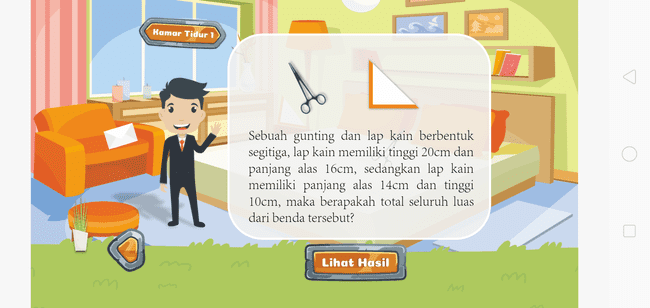 Kamar Tidur 1
Sebuah gunting dan lap kain berbentuk
segitiga, lap kain memiliki tinggi 20cm dan
panjang alas 16cm, sedangkan lap kain
memiliki panjang alas 14cm dan tinggi
10cm, maka berapakah total seluruh luas
dari benda tersebut?
Lihat Hasil